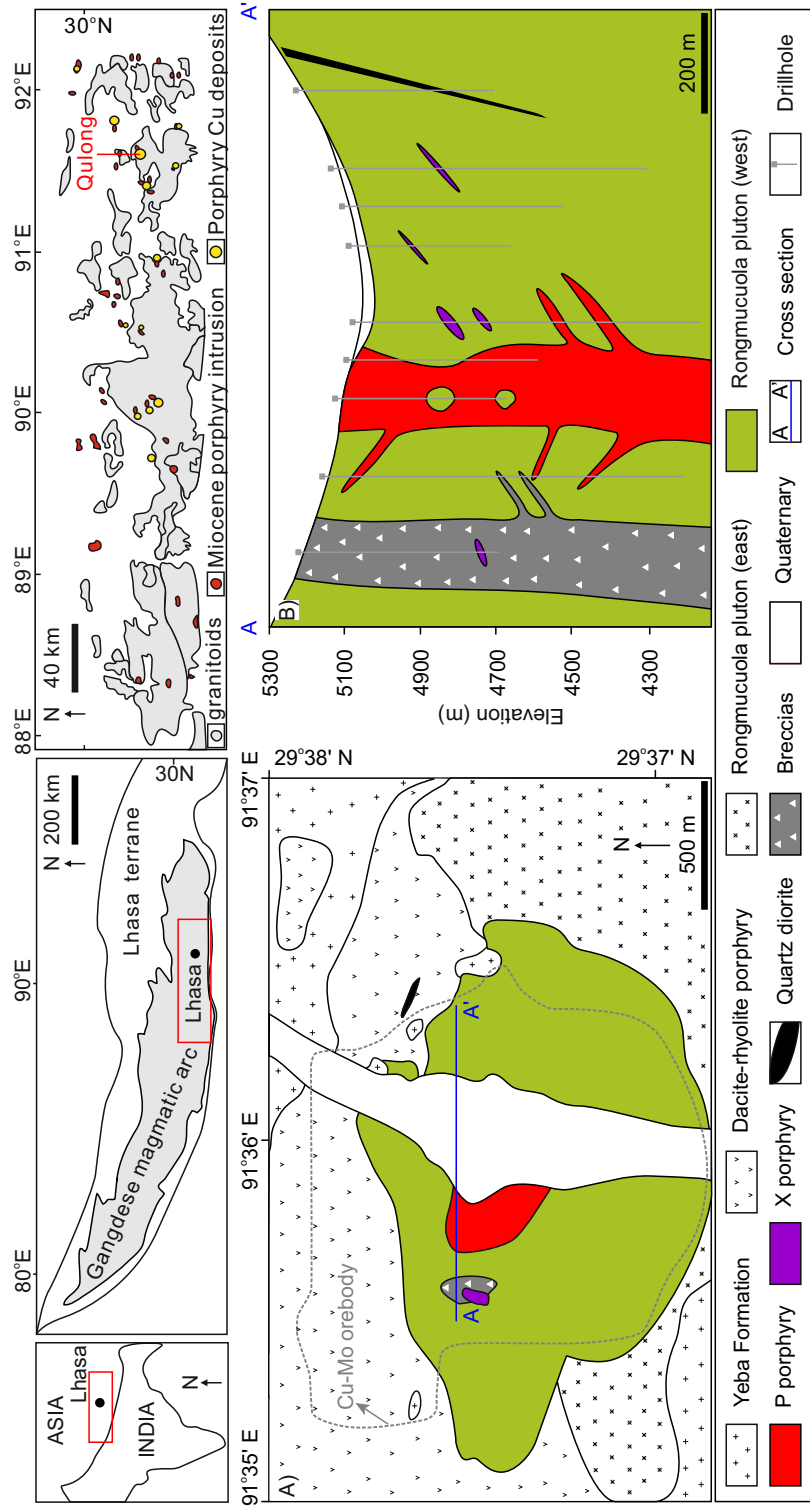 ASIA
Lhasa
INDIA
N
80°E
90°E
N
200 km
Lhasa terrane
30N
Gangdese magmatic arc
Lhasa
88°E
89°E
90°E
91°E
92°E
N
40 km
30°N
Qulong
granitoids
Miocene porphyry intrusion
Porphyry Cu deposits
91°35' E
91°36' E
91°37' E
A)
29°38' N
Cu-Mo orebody
A
A'
29°37' N
N
500 m
A
A'
B)
5300
5100
4900
4700
4500
4300
Elevation (m)
200 m
Yeba Formation
Dacite-rhyolite porphyry
Rongmucuola pluton (east)
Rongmucuola pluton (west)
P porphyry
X porphyry
Quartz diorite
Breccias
Quaternary
A A'
Cross section
Drillhole